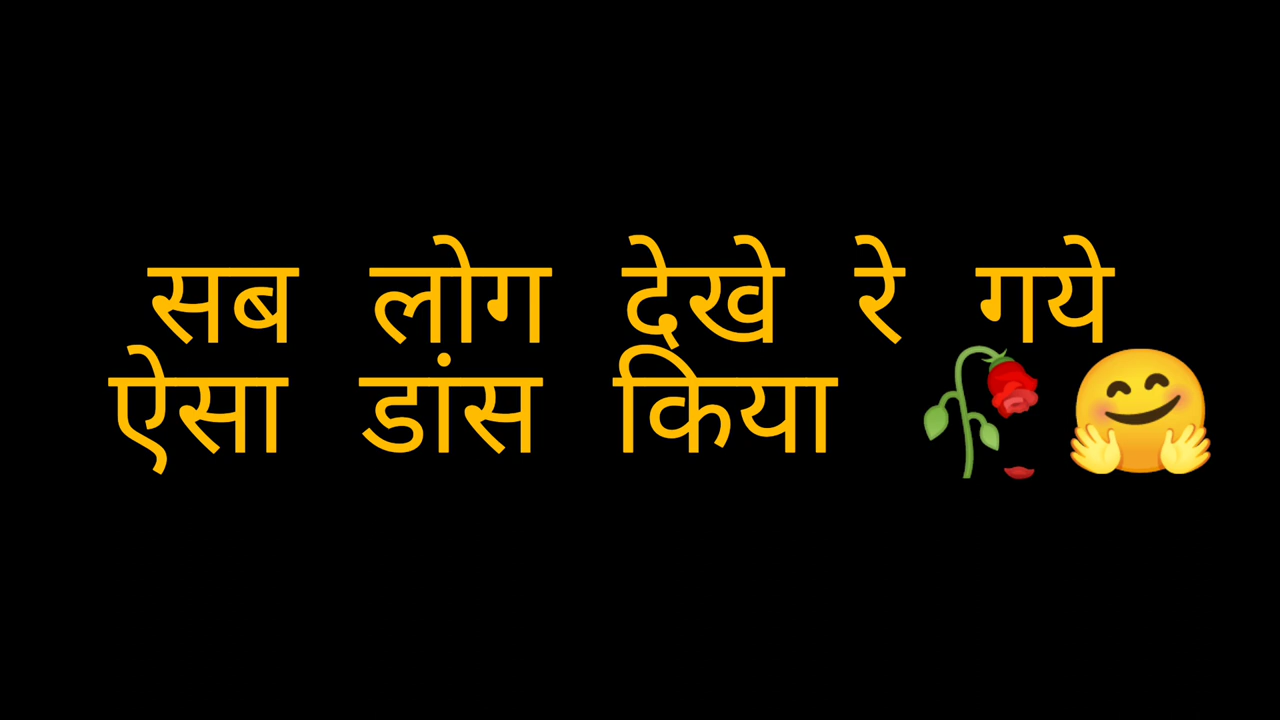 सब लोग देखे रे गये
ऐसा डांस किया 🥀🤗